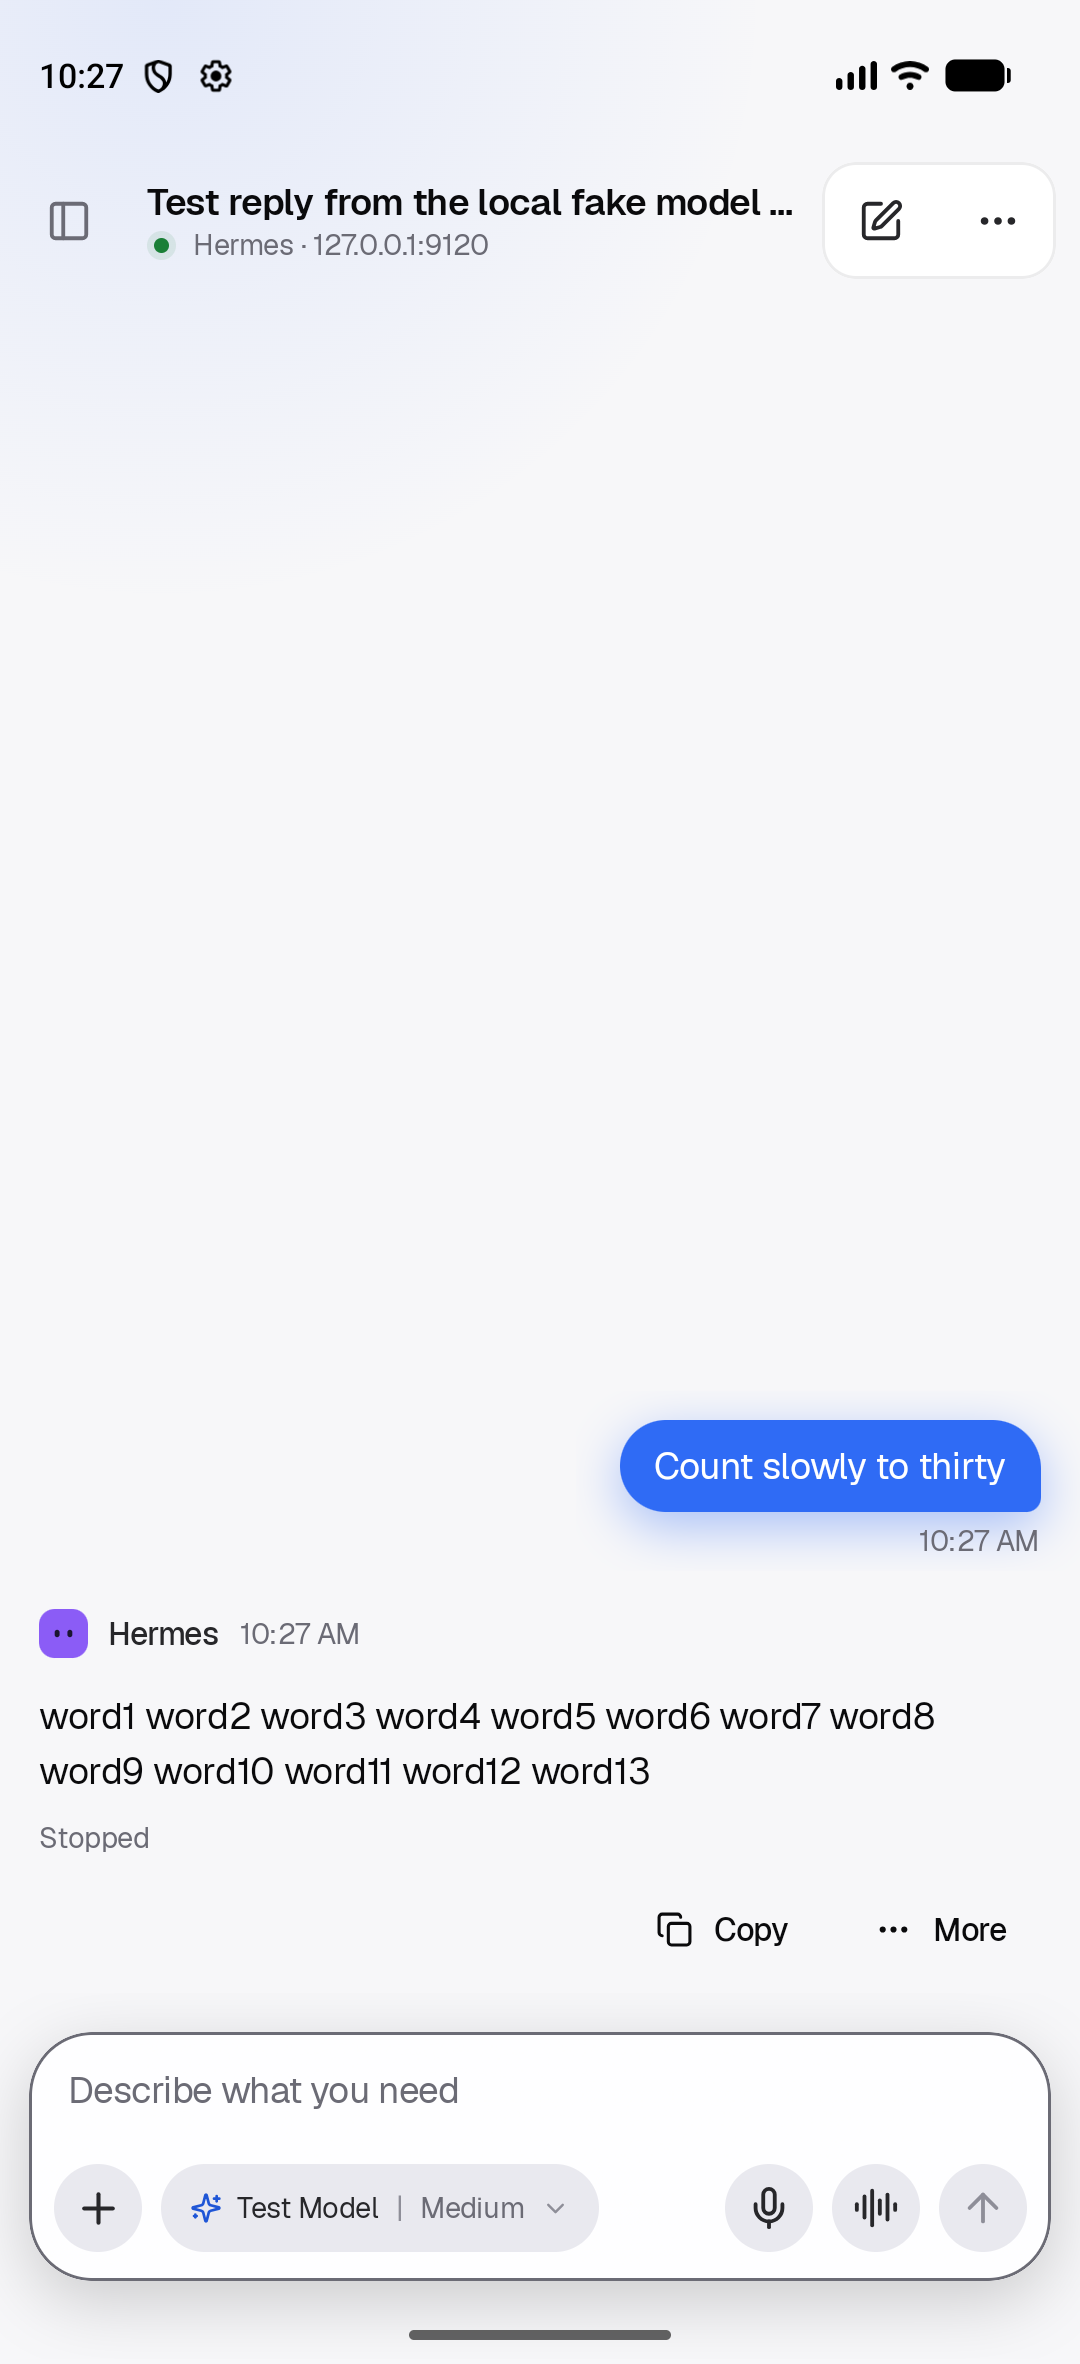 10:27
Test reply from the local fake model ...
Hermes · 127.0.0.1:9120
Count slowly to thirty
10:27 AM
Hermes 10:27 AM
word1 word2 word3 word4 word5 word6 word7 word8
word9 word10 word11 word12 word13
Stopped
Copy ··· More
Describe what you need
Test Model | Medium